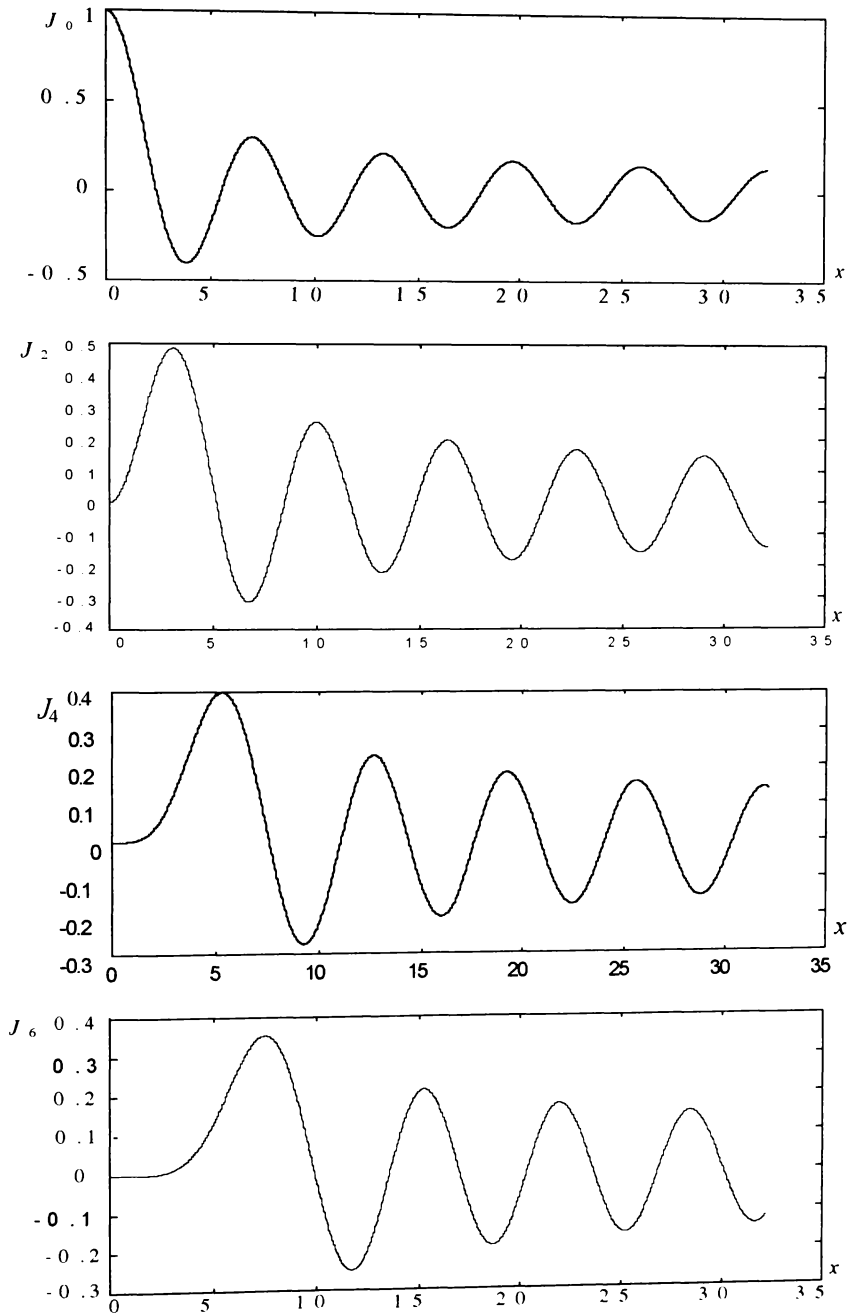 J 0 1
0 . 5
0
- 0 . 5
0 5 1 0 1 5 2 0 2 5 3 0 3 5
x
J 2 0 . 5
0 . 4
0 . 3
0 . 2
0 1
0
- 0 1
-0 . 2
-0 . 3
-0 . 4
0 5 1 0 1 5 2 0 2 5 3 0 3 5
x
J4 0.4
0.3
0.2
0.1
0
-0.1
-0.2
-0.3
0 5 10 15 20 25 30 35
x
J 6 0 . 4
0 . 3
0 . 2
0 . 1
0
- 0 . 1
- 0 . 2
- 0 . 3
0 5 1 0 1 5 2 0 2 5 3 0 3 5
x